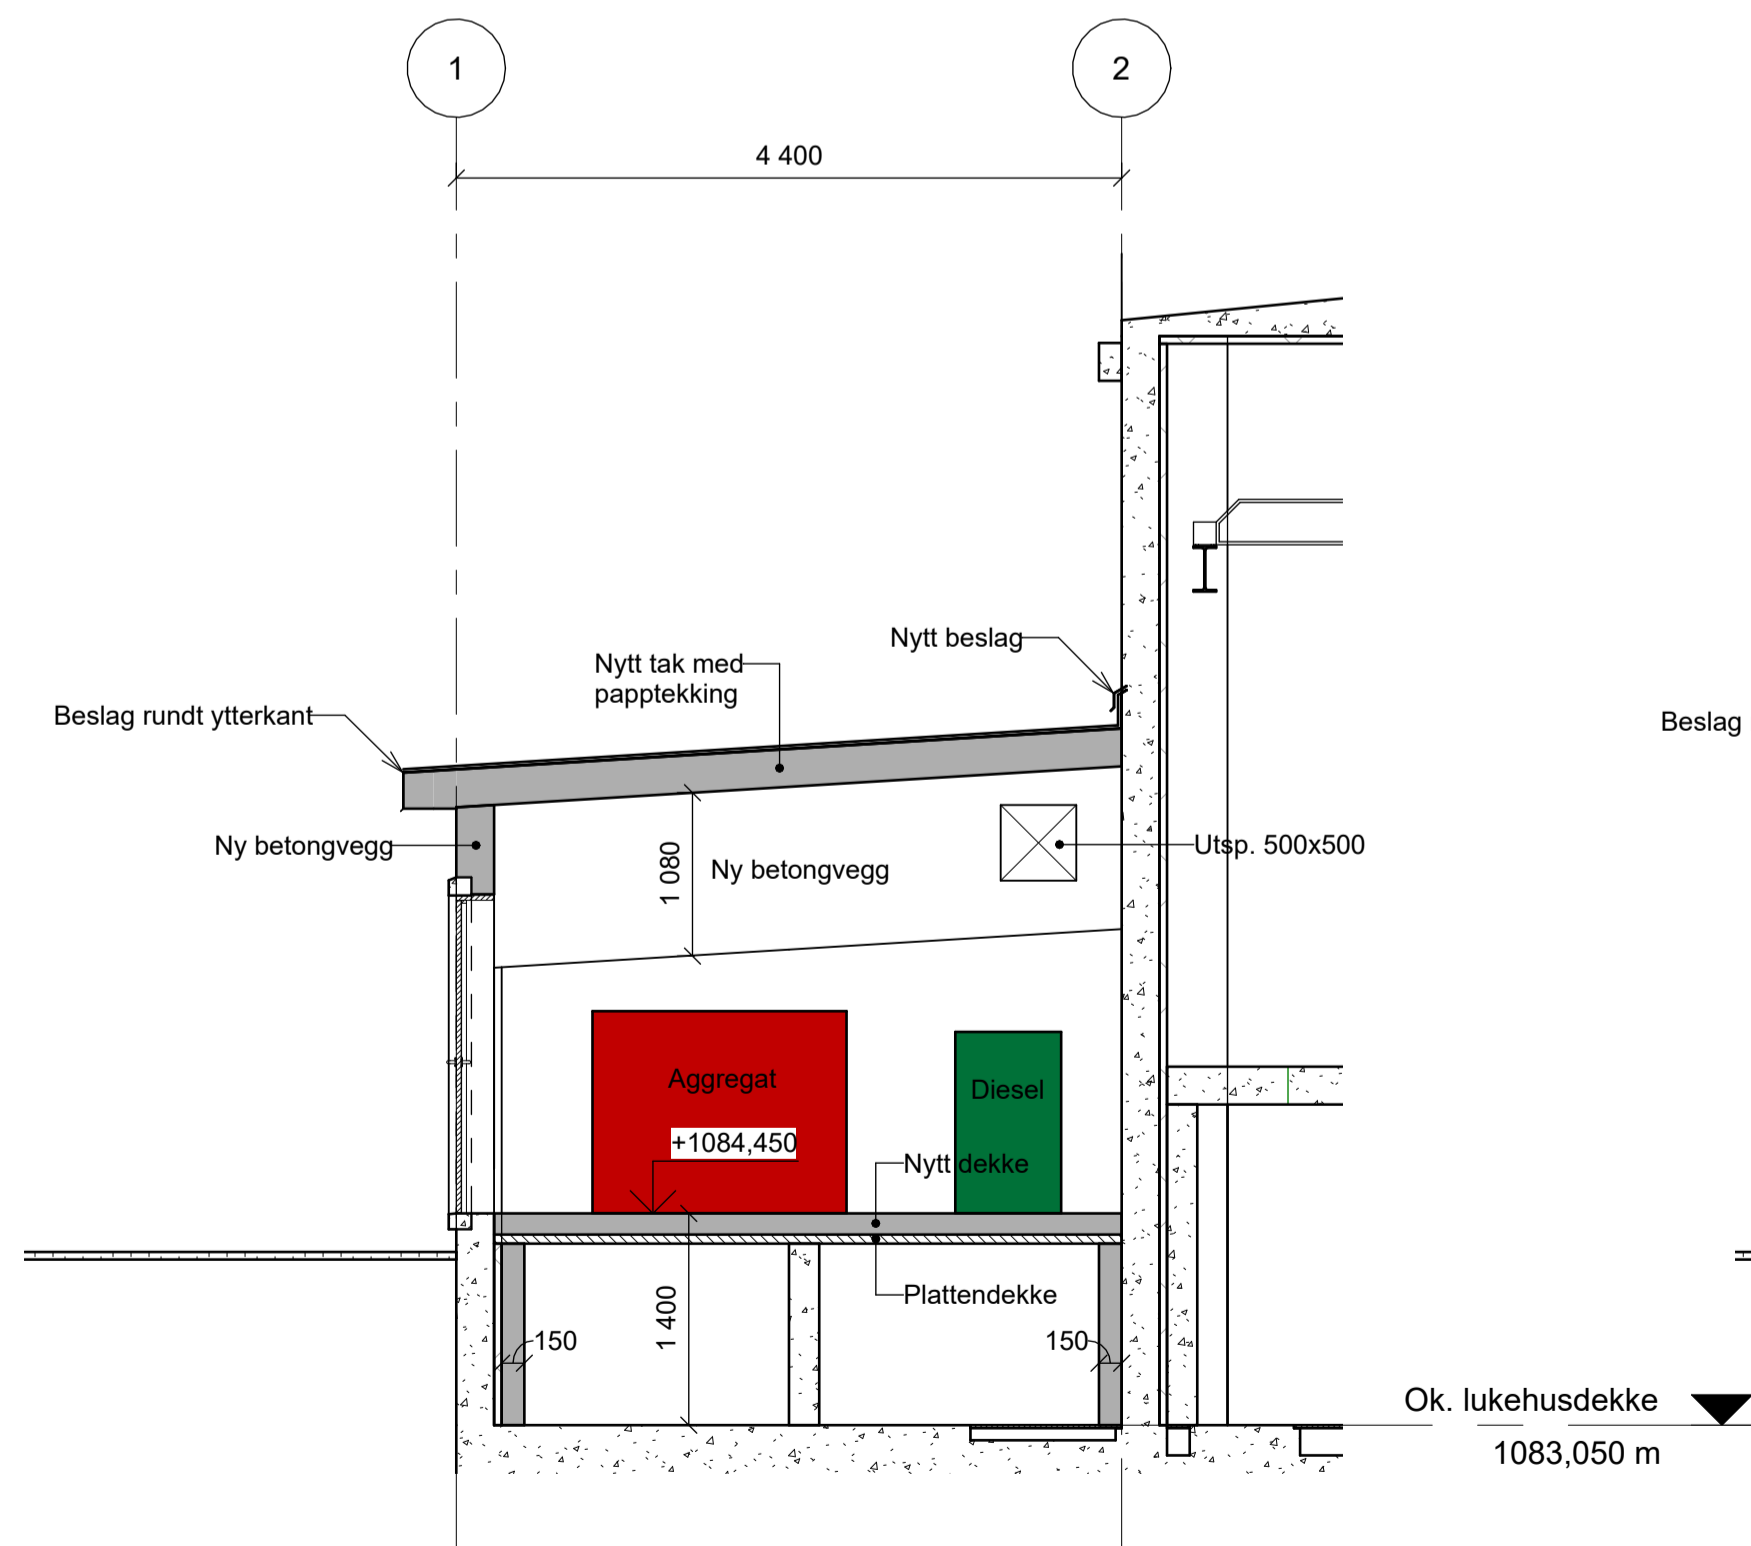 1
2
4 400
Nytt beslag
Nytt tak med
papptekking
Beslag rundt ytterkant
Beslag
Ny betongvegg
Utsp. 500x500
1 080
Ny betongvegg
Aggregat
Diesel
+1084,450
Nytt dekke
Plattendekke
1 400
150
150
Ok. lukehusdekke
1083,050 m